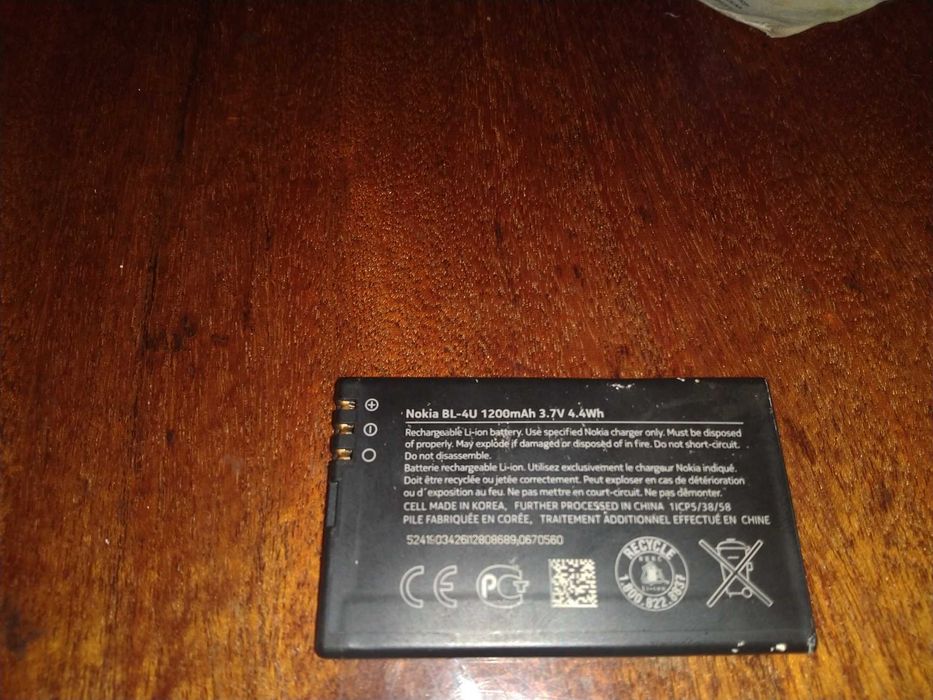 Nokia BL-4U 1200mAh 3.7V 4.4Wh
Rechargeable Li-ion battery. Use specified Nokia charger only. Must be disposed
of properly. May explode if damaged or disposed of in fire. Do not short-circuit.
Do not disassemble.
Batterie rechargeable Li-ion. Utilisez exclusivement le chargeur Nokia indiqué.
Doit être recyclée ou jetée correctement. Peut exploser en cas de détérioration
ou d'exposition au feu. Ne pas mettre en court-circuit. Ne pas démonter.
CELL MADE IN KOREA, FURTHER PROCESSED IN CHINA 1ICP5/38/58
PILE FABRIQUÉE EN CORÉE, TRAITEMENT ADDITIONNEL EFFECTUÉ EN CHINE
CE
RECYCLE
RBRC
Li-ion
1.800.822.8837